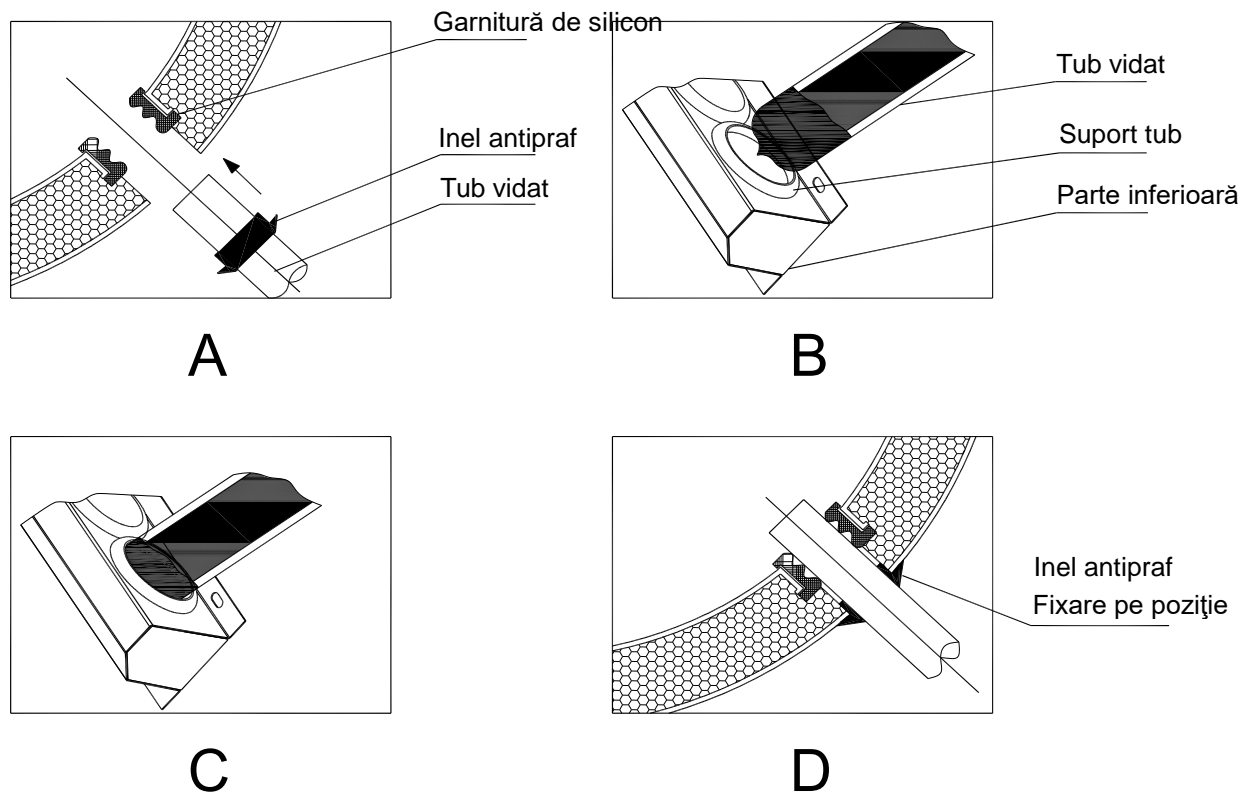 Garnitură de silicon
Inel antipraf
Tub vidat
A
Tub vidat
Suport tub
Parte inferioară
B
C
Inel antipraf
Fixare pe poziţie
D